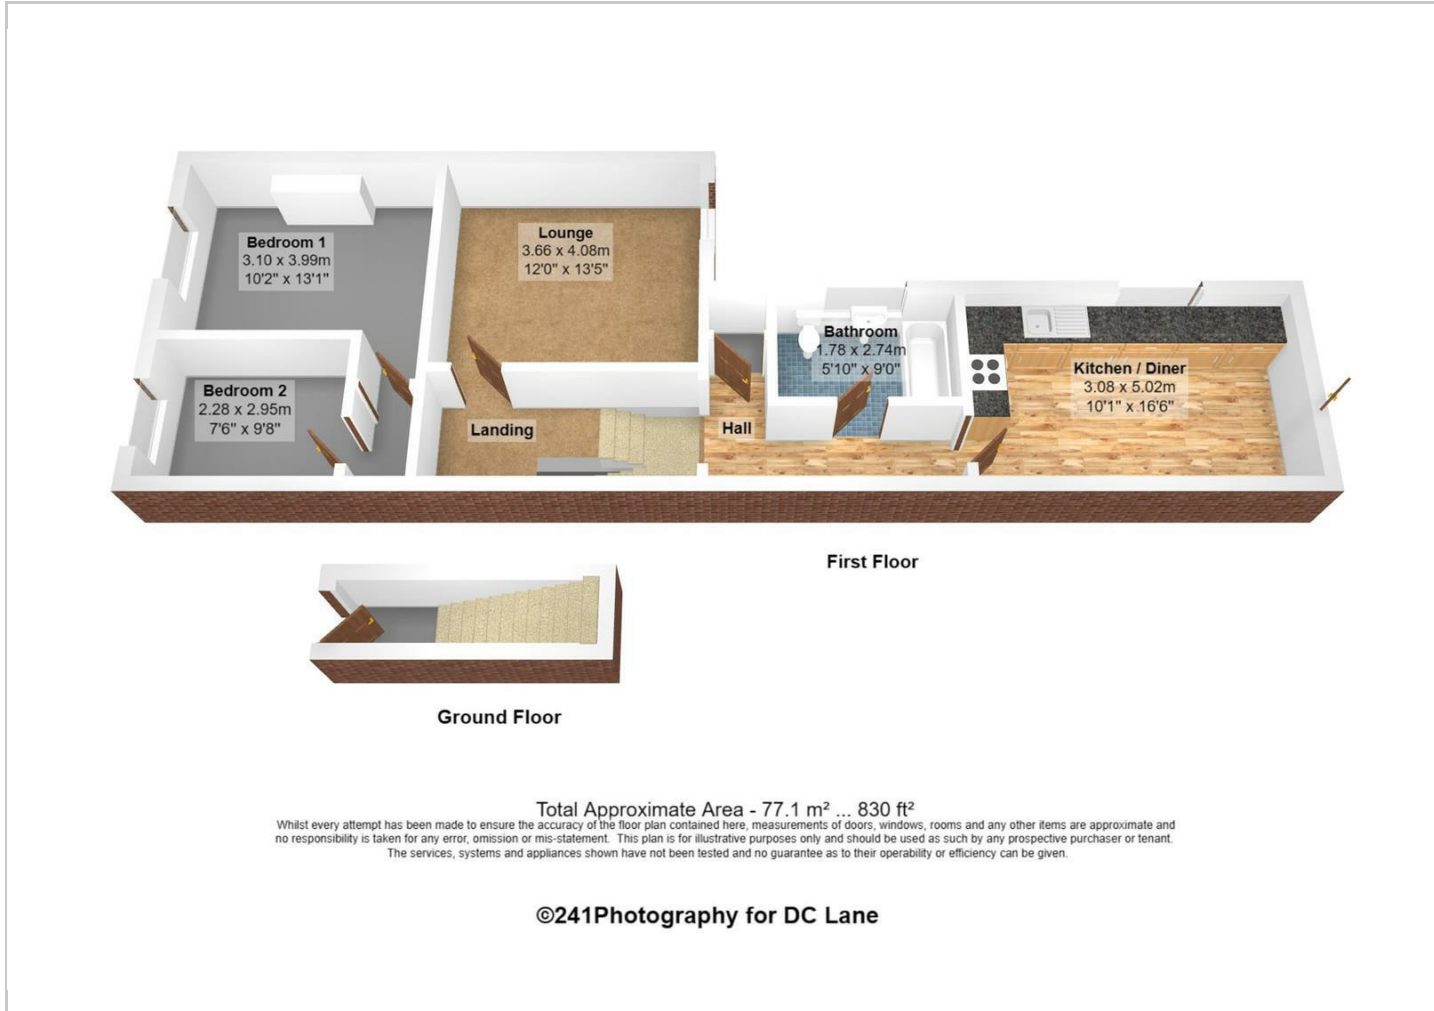 Bedroom 1
3.10 x 3.99m
10'2" x 13'1"
Lounge
3.66 x 4.08m
12'0" x 13'5"
Bathroom
1.78 x 2.74m
5'10" x 9'0"
Kitchen / Diner
3.08 x 5.02m
10'1" x 16'6"
Bedroom 2
2.28 x 2.95m
7'6" x 9'8"
Landing
Hall
First Floor
Ground Floor
Total Approximate Area - 77.1 m² ... 830 ft²
Whilst every attempt has been made to ensure the accuracy of the floor plan contained here, measurements of doors, windows, rooms and any other items are approximate and
no responsibility is taken for any error, omission or mis-statement. This plan is for illustrative purposes only and should be used as such by any prospective purchaser or tenant.
The services, systems and appliances shown have not been tested and no guarantee as to their operability or efficiency can be given.
©241Photography for DC Lane